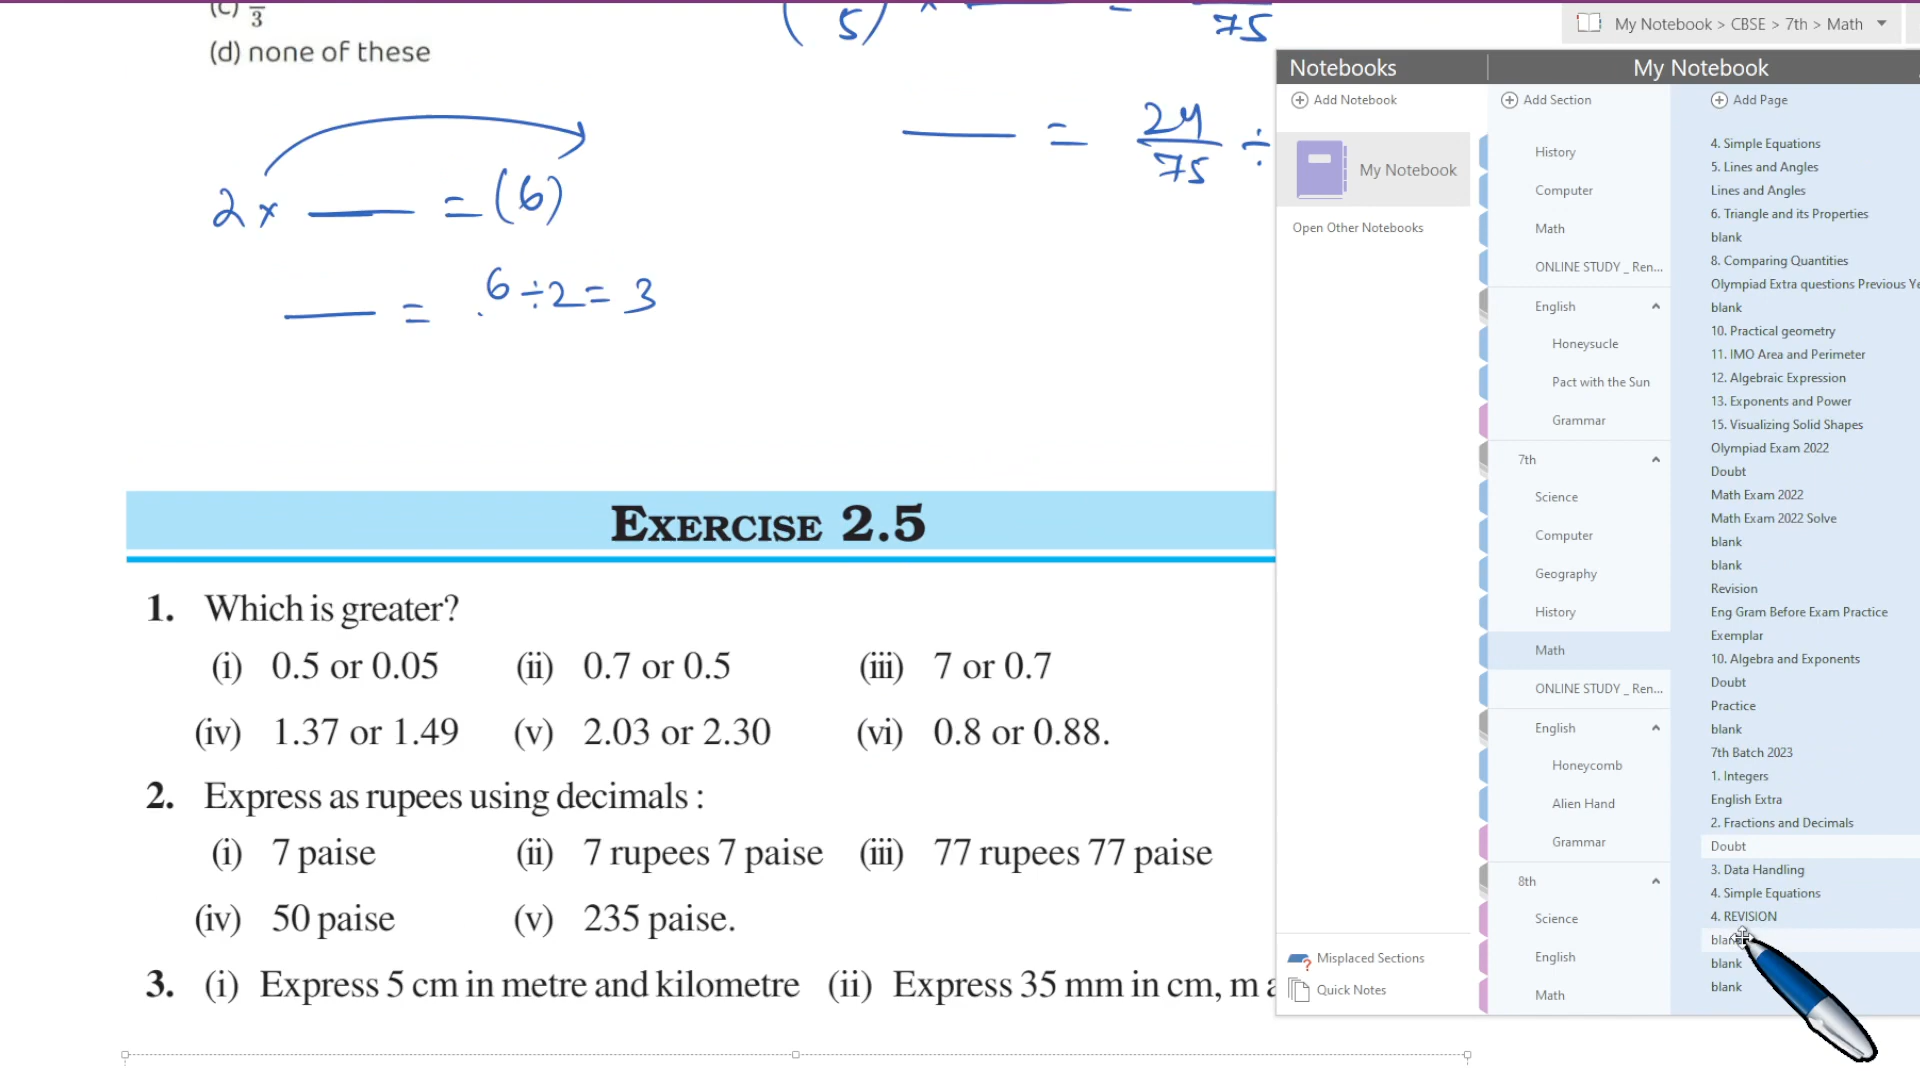 (c) 3
(d) none of these
5) × = 75
2 × ___ = (6)
___ = 6 ÷ 2 = 3
___ = 24/75 ÷
EXERCISE 2.5
1. Which is greater?
(i) 0.5 or 0.05 (ii) 0.7 or 0.5 (iii) 7 or 0.7
(iv) 1.37 or 1.49 (v) 2.03 or 2.30 (vi) 0.8 or 0.88.
2. Express as rupees using decimals :
(i) 7 paise (ii) 7 rupees 7 paise (iii) 77 rupees 77 paise
(iv) 50 paise (v) 235 paise.
3. (i) Express 5 cm in metre and kilometre (ii) Express 35 mm in cm, m
My Notebook > CBSE > 7th > Math
Notebooks
My Notebook
Add Notebook
My Notebook
Open Other Notebooks
Misplaced Sections
Quick Notes
Add Section
History
Computer
Math
ONLINE STUDY _ Ren...
English
Honeysucle
Pact with the Sun
Grammar
7th
Science
Computer
Geography
History
Math
ONLINE STUDY _ Ren...
English
Honeycomb
Alien Hand
Grammar
8th
Science
English
Math
Add Page
4. Simple Equations
5. Lines and Angles
Lines and Angles
6. Triangle and its Properties
blank
8. Comparing Quantities
Olympiad Extra questions Previous Ye
blank
10. Practical geometry
11. IMO Area and Perimeter
12. Algebraic Expression
13. Exponents and Power
15. Visualizing Solid Shapes
Olympiad Exam 2022
Doubt
Math Exam 2022
Math Exam 2022 Solve
blank
blank
Revision
Eng Gram Before Exam Practice
Exemplar
10. Algebra and Exponents
Doubt
Practice
blank
7th Batch 2023
1. Integers
English Extra
2. Fractions and Decimals
Doubt
3. Data Handling
4. Simple Equations
4. REVISION
blank
blank
blank